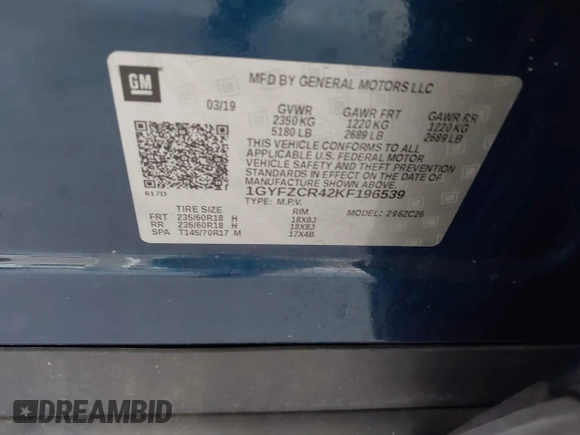 GM
MFD BY GENERAL MOTORS LLC
03/19 GVWR GAWR FRT GAWR RR
2350 KG 1220 KG 1220 KG
5180 LB 2689 LB 2689 LB
THIS VEHICLE CONFORMS TO ALL
APPLICABLE U.S. FEDERAL MOTOR
VEHICLE SAFETY AND THEFT PREVENTION
STANDARDS IN EFFECT ON THE DATE
OF MANUFACTURE SHOWN ABOVE.
617D 1GYFZCR42KF196539
TYPE: M.P.V. MODEL: 296ZC26
TIRE SIZE RIM
FRT 235/60R18 H 18X8J
RR 235/60R18 H 18X8J
SPA T145/70R17 M 17X4B
DREAMBID